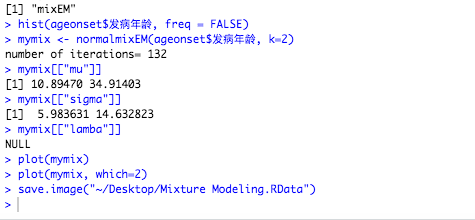 [1] "mixEM"
> hist(ageonset$发病年龄, freq = FALSE)
> mymix <- normalmixEM(ageonset$发病年龄, k=2)
number of iterations= 132
> mymix[["mu"]]
[1] 10.89470 34.91403
> mymix[["sigma"]]
[1]  5.983631 14.632823
> mymix[["lamba"]]
NULL
> plot(mymix)
> plot(mymix, which=2)
> save.image("~/Desktop/Mixture Modeling.RData")
>